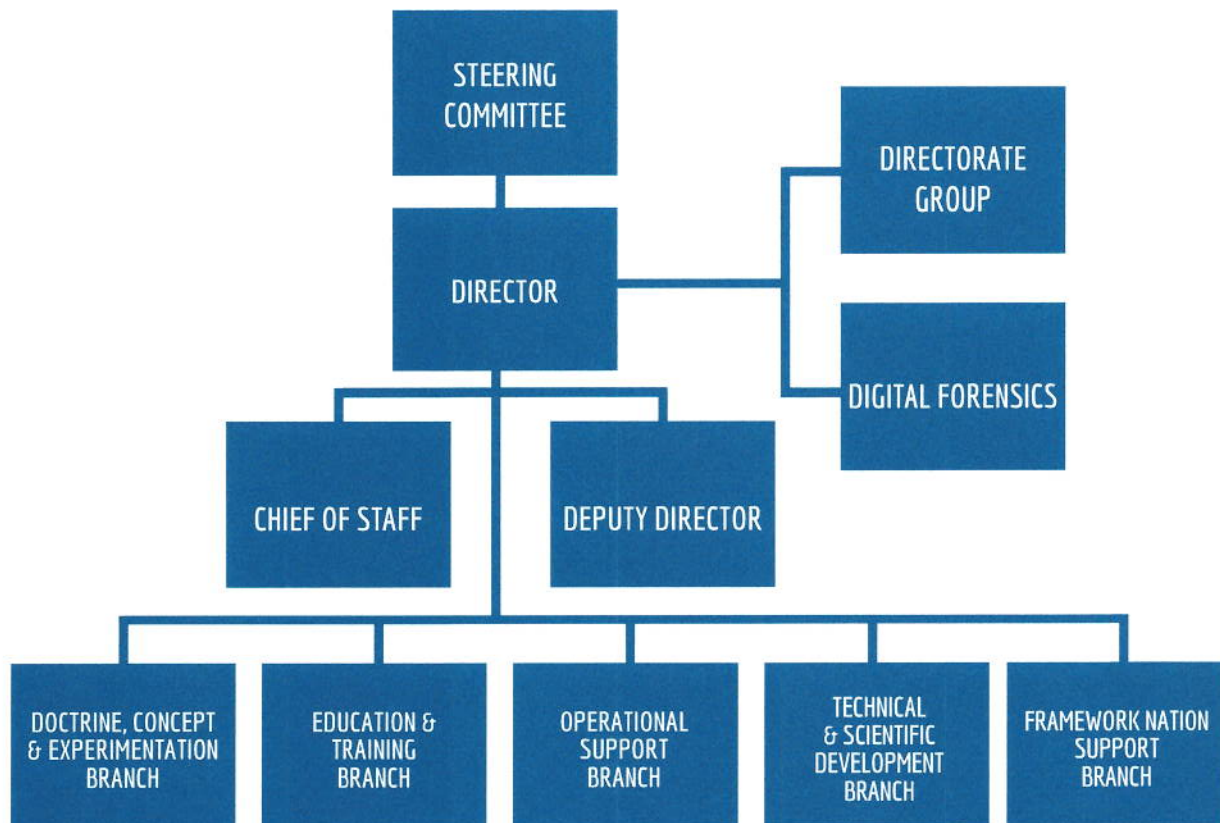 STEERING
COMMITTEE
DIRECTORATE
GROUP
DIRECTOR
DIGITAL FORENSICS
CHIEF OF STAFF
DEPUTY DIRECTOR
DOCTRINE, CONCEPT
& EXPERIMENTATION
BRANCH
EDUCATION &
TRAINING
BRANCH
OPERATIONAL
SUPPORT
BRANCH
TECHNICAL
& SCIENTIFIC
DEVELOPMENT
BRANCH
FRAMEWORK NATION
SUPPORT
BRANCH